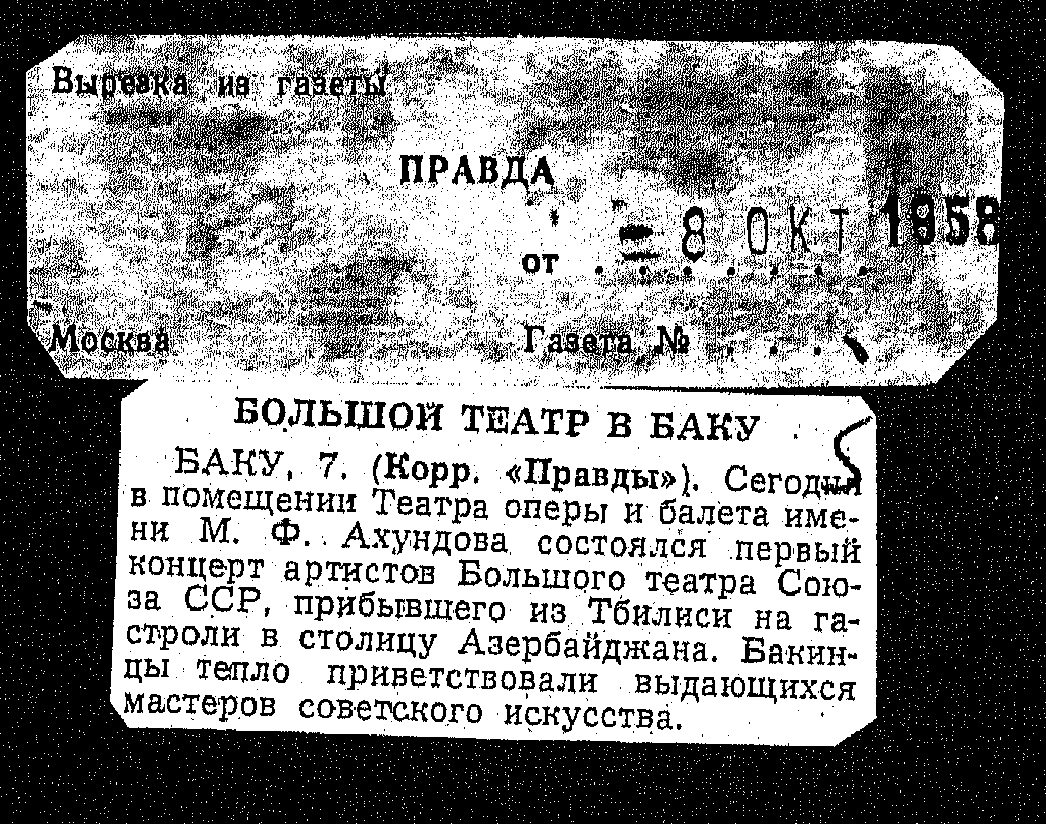 Вырезка из газеты
ПРАВДА
от . . . . . . . - 8 ОКТ 1958
Москва Газета № . . . .
БОЛЬШОЙ ТЕАТР В БАКУ
БАКУ, 7. (Корр. «Правды»). Сегодня
в помещении Театра оперы и балета име-
ни М. Ф. Ахундова состоялся первый
концерт артистов Большого театра Сою-
за ССР, прибывшего из Тбилиси на га-
строли в столицу Азербайджана. Бакин-
цы тепло приветствовали выдающихся
мастеров советского искусства.